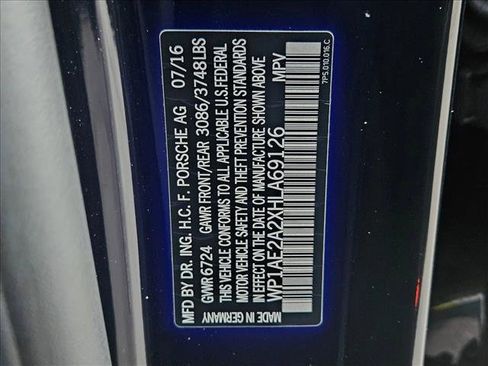 MFD BY DR. ING. H.C. F. PORSCHE AG 07/16
GWR 6724 GAWR FRONT/REAR 3086/3748LBS
THIS VEHICLE CONFORMS TO ALL APPLICABLE U.S.FEDERAL
MOTOR VEHICLE SAFETY AND THEFT PREVENTION STANDARDS
IN EFFECT ON THE DATE OF MANUFACTURE SHOWN ABOVE
WP1AE2A2XHLA69126 MPV
MADE IN GERMANY
7P5.010.016.C